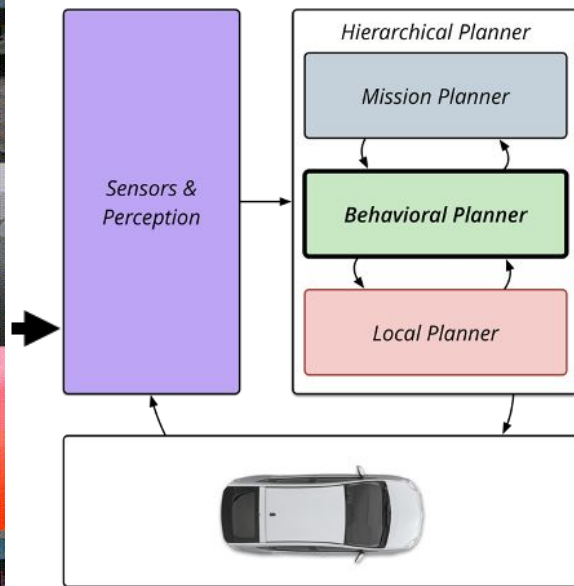 Hierarchical Planner
Mission Planner
Sensors &
Perception
Behavioral Planner
Local Planner